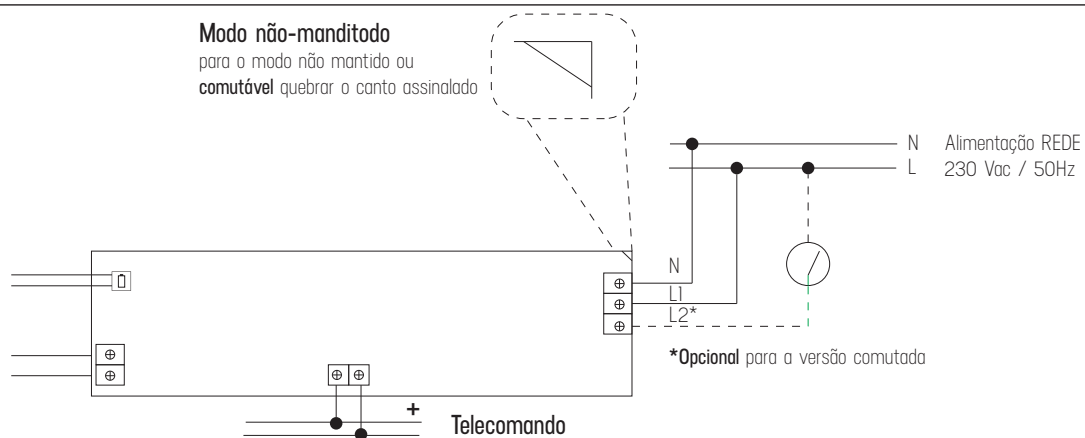 Modo não-manditodo
para o modo não mantido ou
comutável quebrar o canto assinalado
N Alimentação REDE
L 230 Vac / 50Hz
N
L1
L2*
*Opcional para a versão comutada
+
Telecomando